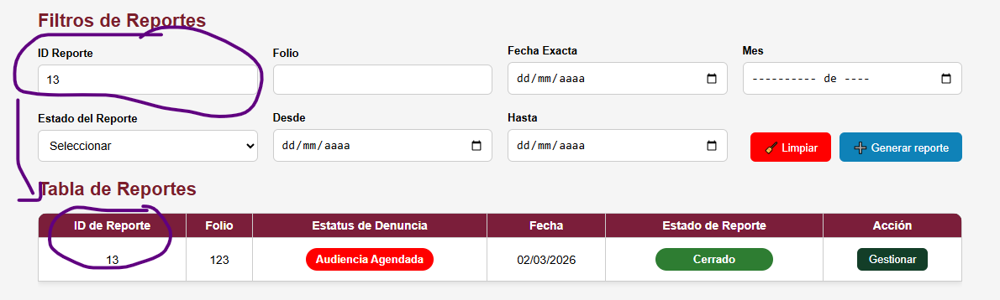 Filtros de Reportes
ID Reporte Folio Fecha Exacta Mes
13 dd/mm/aaaa ---------- de ----
Estado del Reporte Desde Hasta
Seleccionar dd/mm/aaaa dd/mm/aaaa Limpiar Generar reporte
Tabla de Reportes
ID de Reporte Folio Estatus de Denuncia Fecha Estado de Reporte Acción
13 123 Audiencia Agendada 02/03/2026 Cerrado Gestionar